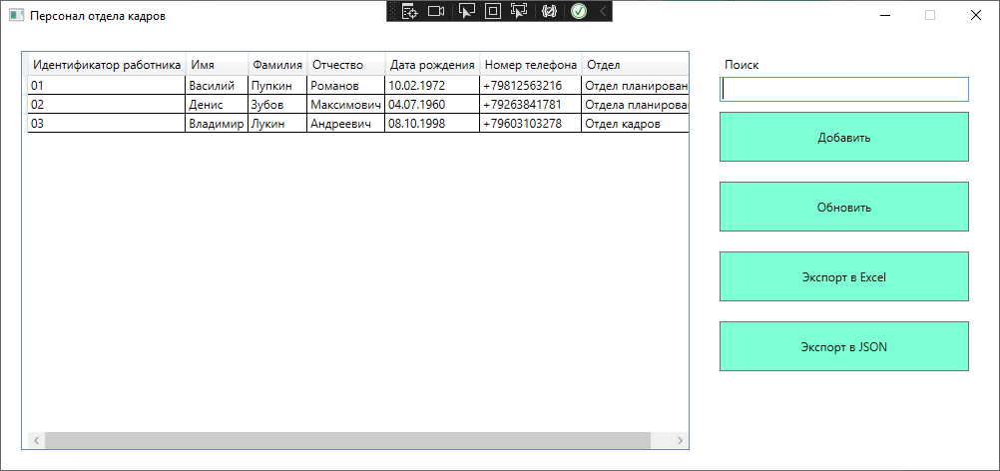 Персонал отдела кадров
Поиск
Идентификатор работника Имя Фамилия Отчество Дата рождения Номер телефона Отдел
01 Василий Пупкин Романов 10.02.1972 +79812563216 Отдел планирован
02 Денис Зубов Максимович 04.07.1960 +79263841781 Отдела планирова
03 Владимир Лукин Андреевич 08.10.1998 +79603103278 Отдел кадров
Добавить
Обновить
Экспорт в Excel
Экспорт в JSON